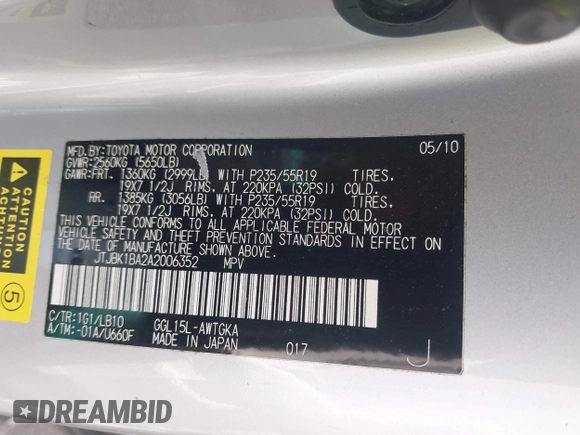 MFD.BY:TOYOTA MOTOR CORPORATION 05/10
GVWR:2560KG (5650LB)
GAWR:FRT. 1360KG (2999LB) WITH P235/55R19 TIRES.
19X7 1/2J RIMS, AT 220KPA (32PSI) COLD.
RR. 1385KG (3056LB) WITH P235/55R19 TIRES.
19X7 1/2J RIMS, AT 220KPA (32PSI) COLD.
THIS VEHICLE CONFORMS TO ALL APPLICABLE FEDERAL MOTOR
VEHICLE SAFETY AND THEFT PREVENTION STANDARDS IN EFFECT ON
THE DATE OF MANUFACTURE SHOWN ABOVE.
JTJBK1BA2A2006352 MPV
C/TR:1G1/LB10 GGL15L-AWTGKA
A/TM:-01A/U660F MADE IN JAPAN 017 J
CAUTION
ATTENTION
5
DREAMBID